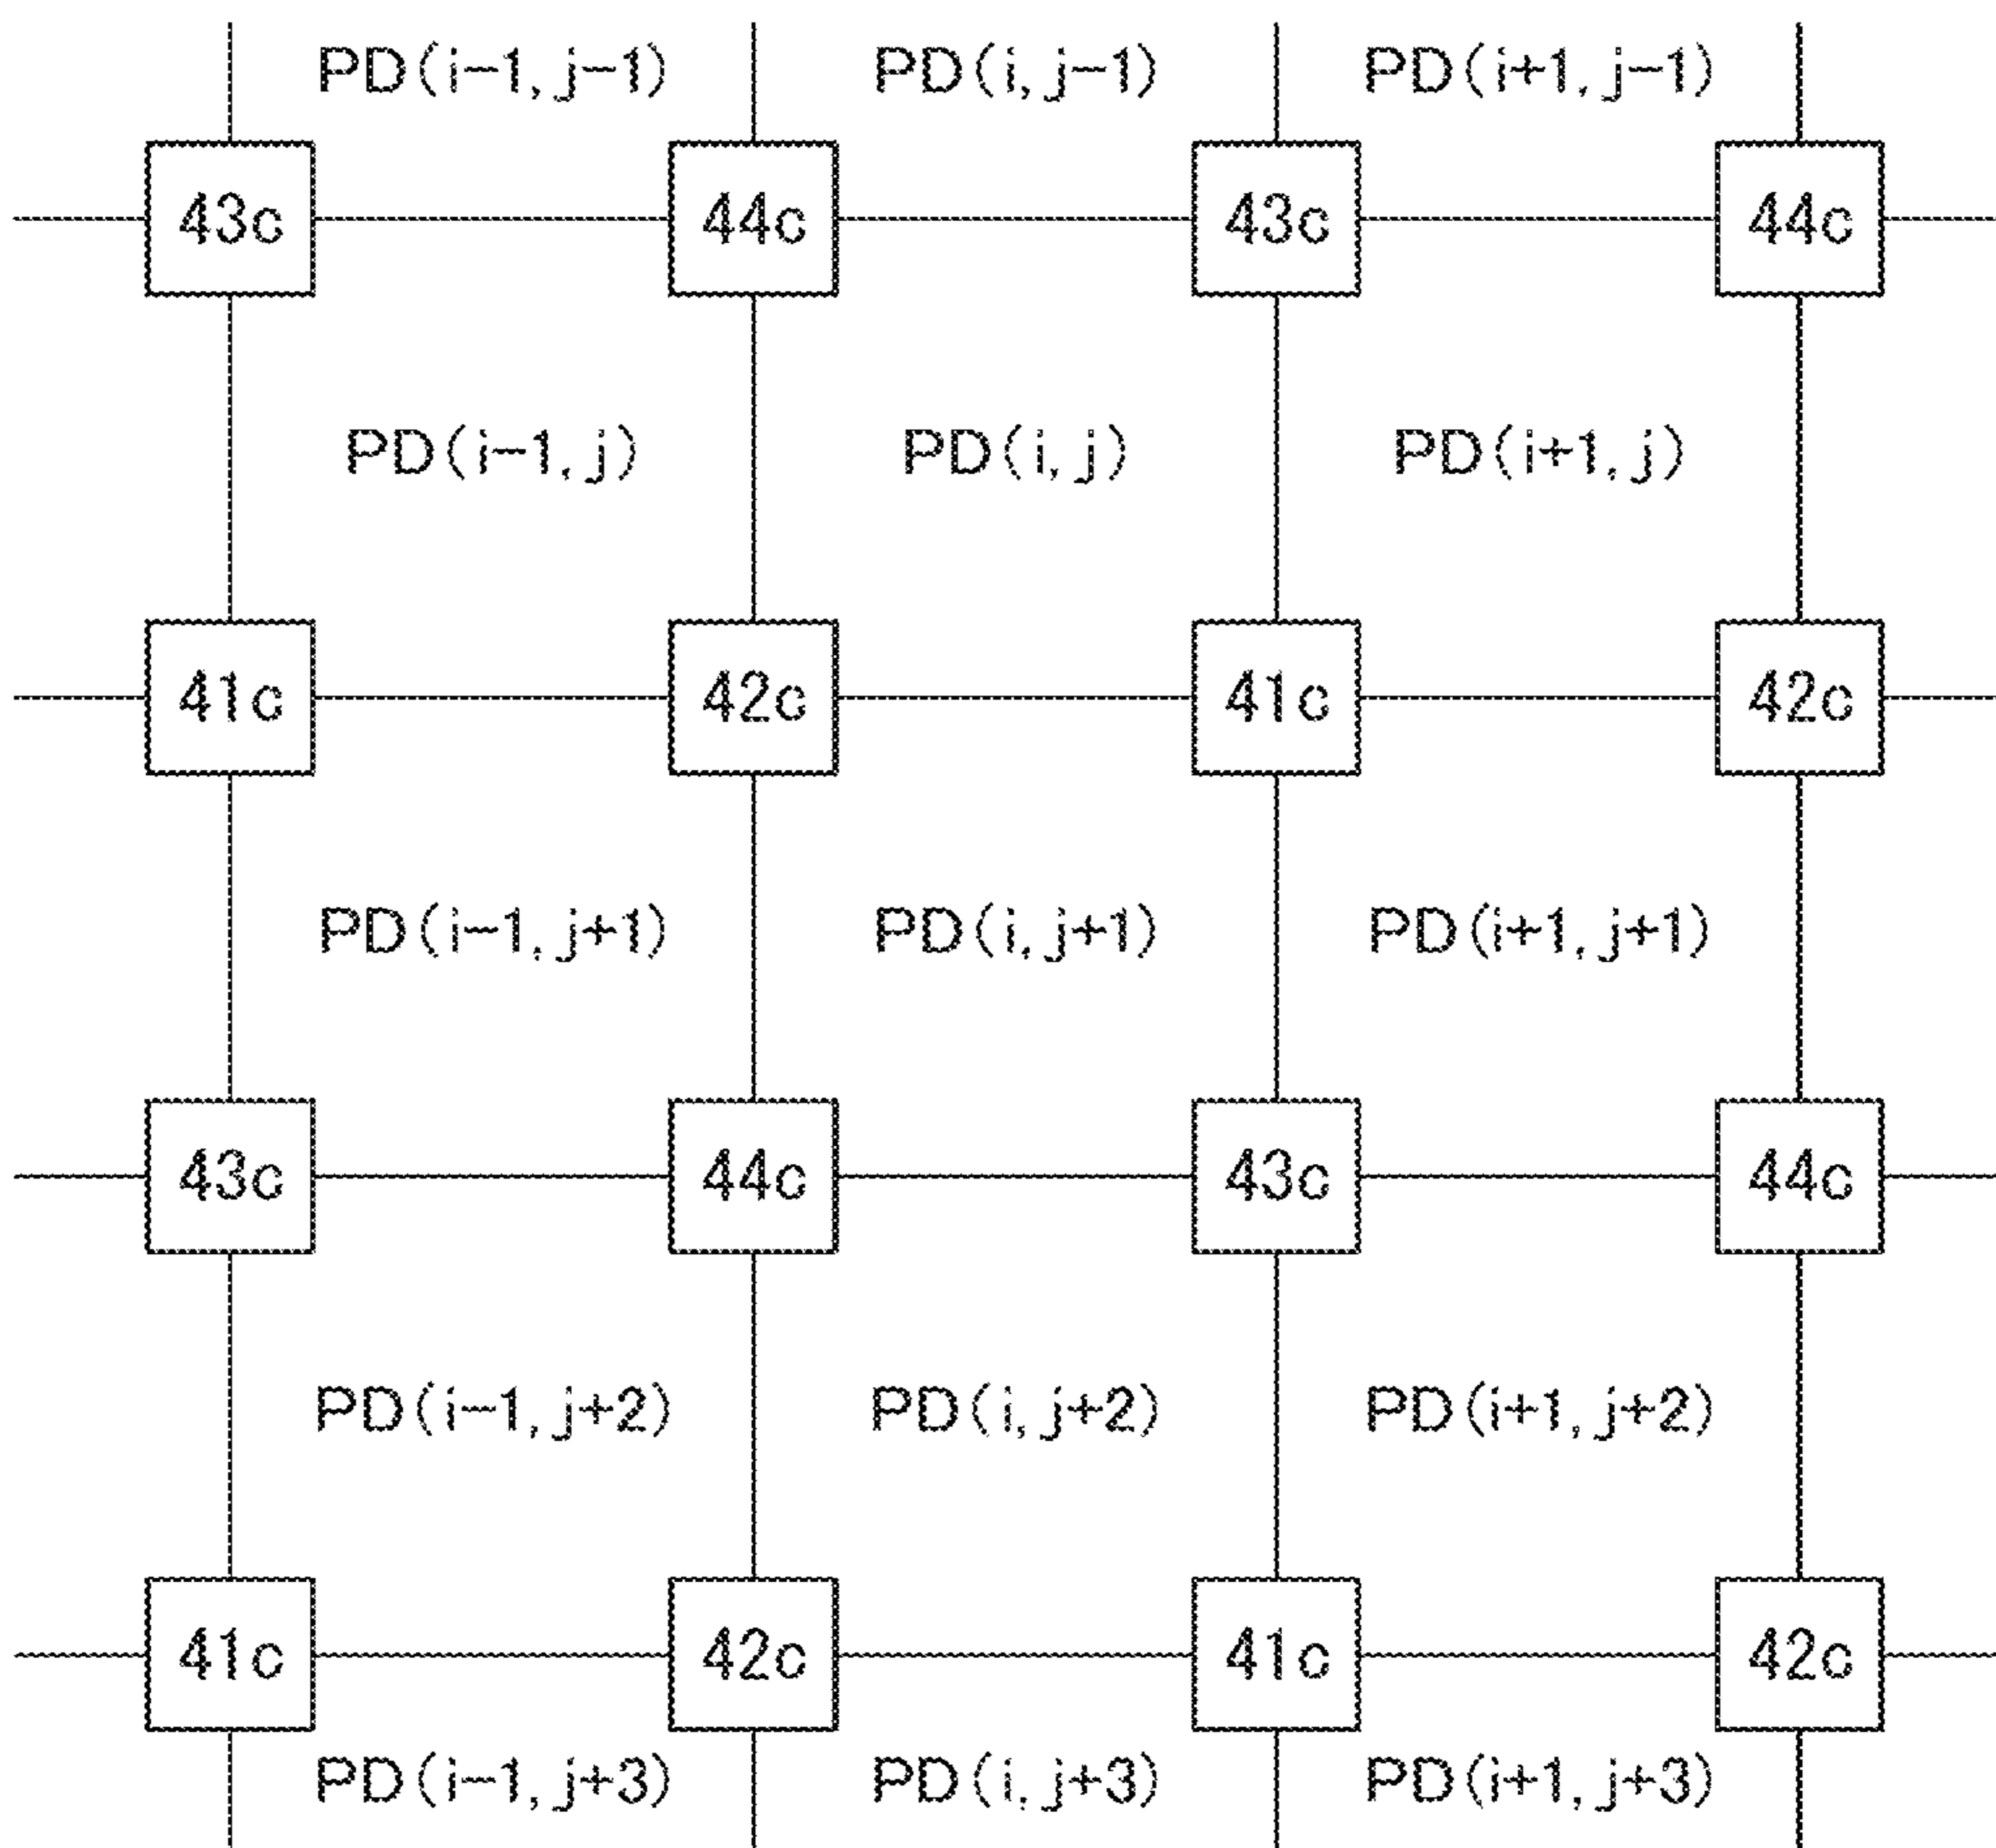 PD(i-1, j-1) PD(i, j-1) PD(i+1, j-1)
43c 44c 43c 44c
PD(i-1, j) PD(i, j) PD(i+1, j)
41c 42c 41c 42c
PD(i-1, j+1) PD(i, j+1) PD(i+1, j+1)
43c 44c 43c 44c
PD(i-1, j+2) PD(i, j+2) PD(i+1, j+2)
41c 42c 41c 42c
PD(i-1, j+3) PD(i, j+3) PD(i+1, j+3)